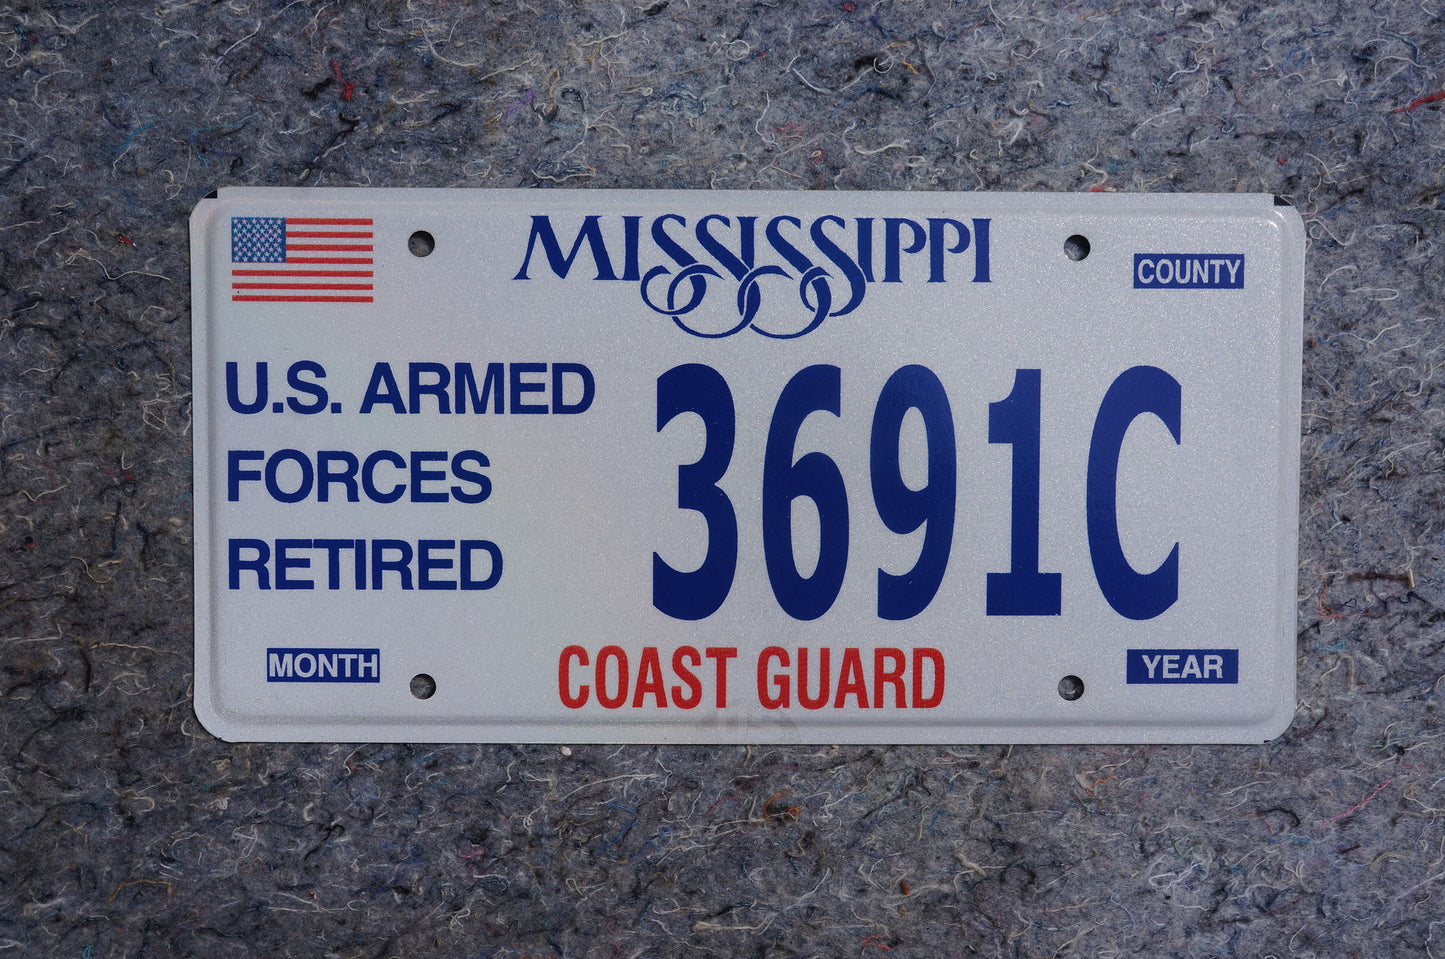 MISSISSIPPI
COUNTY
U.S. ARMED
FORCES
RETIRED
3691C
MONTH
COAST GUARD
YEAR